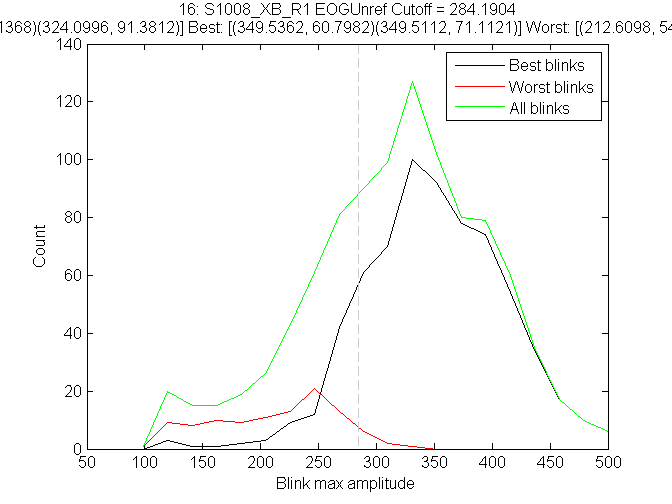 16: S1008_XB_R1 EOGUnref Cutoff = 284.1904
1368)(324.0996, 91.3812)] Best: [(349.5362, 60.7982)(349.5112, 71.1121)] Worst: [(212.6098, 54
140
120
100
80
60
40
20
0
Count
Best blinks
Worst blinks
All blinks
50 100 150 200 250 300 350 400 450 500
Blink max amplitude